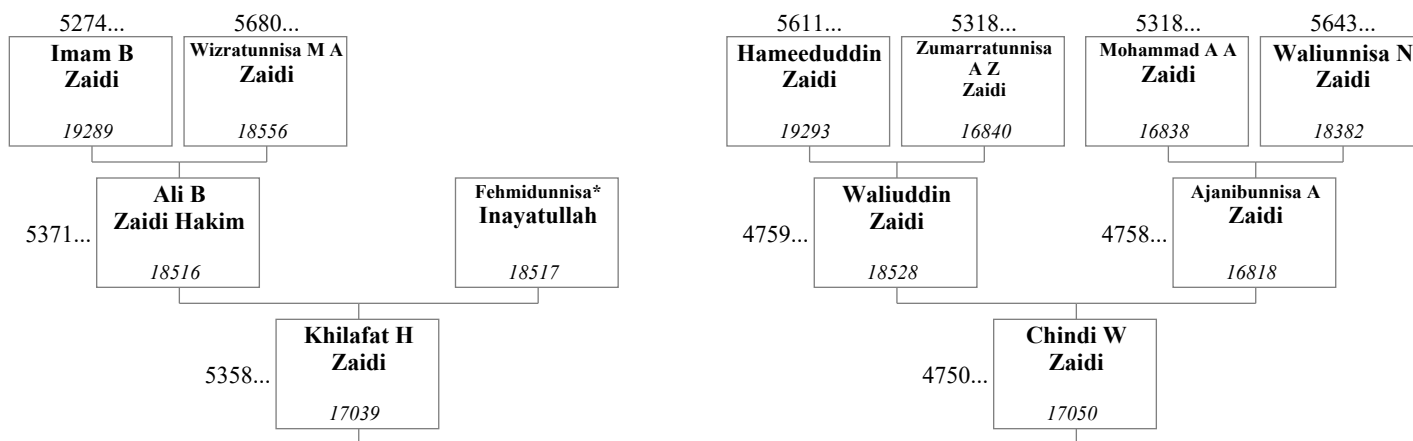 5274...
5680...
5611...
5318...
5318...
5643...
Imam B
Zaidi
19289
Wizratunnisa M A
Zaidi
18556
Hameeduddin
Zaidi
19293
Zumarratunnisa
A Z
Zaidi
16840
Mohammad A A
Zaidi
16838
Waliunnisa N
Zaidi
18382
5371...
Ali B
Zaidi Hakim
18516
Fehmidunnisa*
Inayatullah
18517
4759...
Waliuddin
Zaidi
18528
4758...
Ajanibunnisa A
Zaidi
16818
5358...
Khilafat H
Zaidi
17039
4750...
Chindi W
Zaidi
17050